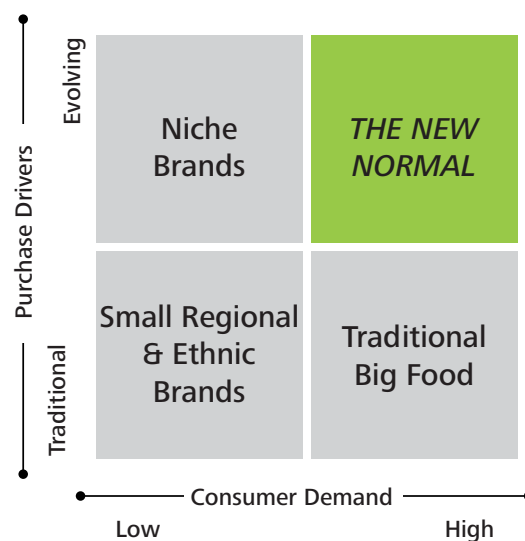 Purchase Drivers
Evolving
Traditional
Niche
Brands
THE NEW
NORMAL
Small Regional
& Ethnic
Brands
Traditional
Big Food
Consumer Demand
Low
High